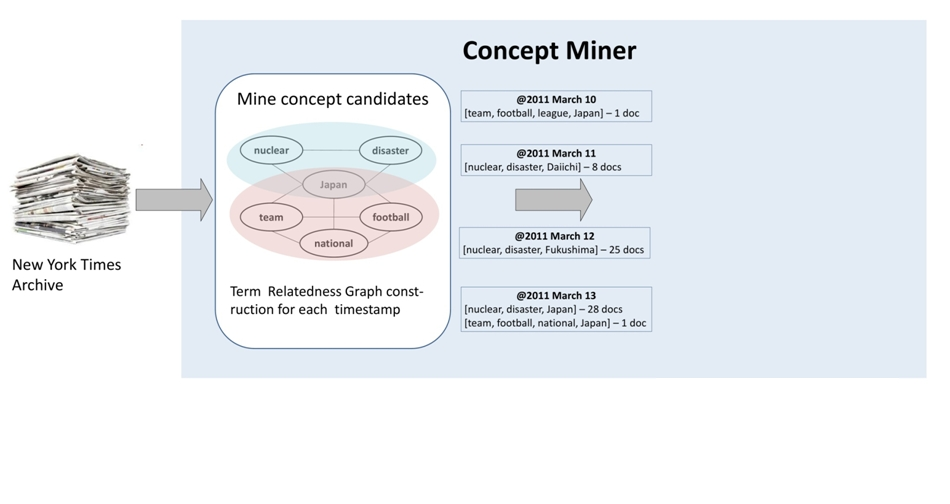 Concept Miner
New York Times
Archive
Mine concept candidates
nuclear
disaster
Japan
team
football
national
Term Relatedness Graph const-
ruction for each timestamp
@2011 March 10
[team, football, league, Japan] – 1 doc
@2011 March 11
[nuclear, disaster, Daiichi] – 8 docs
@2011 March 12
[nuclear, disaster, Fukushima] – 25 docs
@2011 March 13
[nuclear, disaster, Japan] – 28 docs
[team, football, national, Japan] – 1 doc